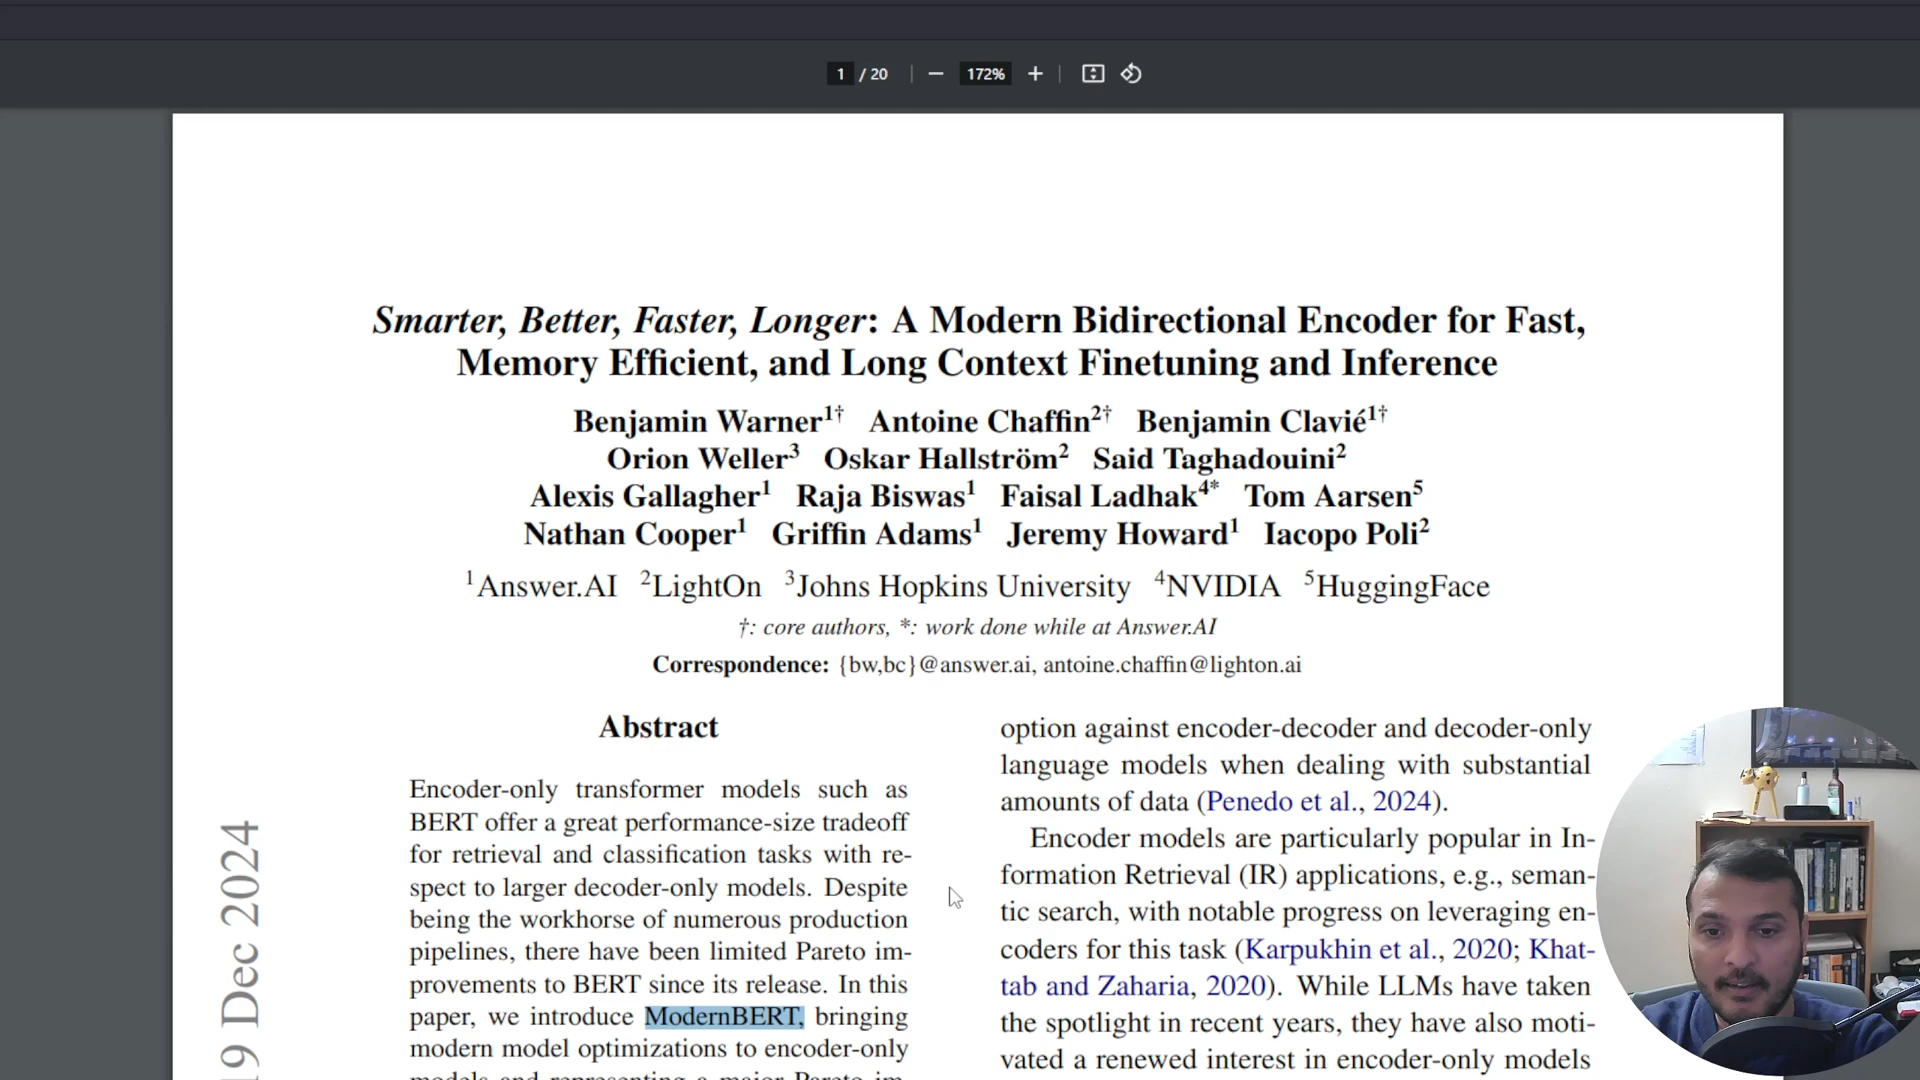 1 / 20 172%
Smarter, Better, Faster, Longer: A Modern Bidirectional Encoder for Fast,
Memory Efficient, and Long Context Finetuning and Inference
Benjamin Warner1† Antoine Chaffin2† Benjamin Clavié1†
Orion Weller3 Oskar Hallström2 Said Taghadouini2
Alexis Gallagher1 Raja Biswas1 Faisal Ladhak4* Tom Aarsen5
Nathan Cooper1 Griffin Adams1 Jeremy Howard1 Iacopo Poli2
1Answer.AI 2LightOn 3Johns Hopkins University 4NVIDIA 5HuggingFace
†: core authors, *: work done while at Answer.AI
Correspondence: {bw,bc}@answer.ai, antoine.chaffin@lighton.ai
19 Dec 2024
Abstract
Encoder-only transformer models such as
BERT offer a great performance-size tradeoff
for retrieval and classification tasks with re-
spect to larger decoder-only models. Despite
being the workhorse of numerous production
pipelines, there have been limited Pareto im-
provements to BERT since its release. In this
paper, we introduce ModernBERT, bringing
modern model optimizations to encoder-only
models and representing a major Pareto im-
option against encoder-decoder and decoder-only
language models when dealing with substantial
amounts of data (Penedo et al., 2024).
Encoder models are particularly popular in In-
formation Retrieval (IR) applications, e.g., seman-
tic search, with notable progress on leveraging en-
coders for this task (Karpukhin et al., 2020; Khat-
tab and Zaharia, 2020). While LLMs have taken
the spotlight in recent years, they have also moti-
vated a renewed interest in encoder-only models